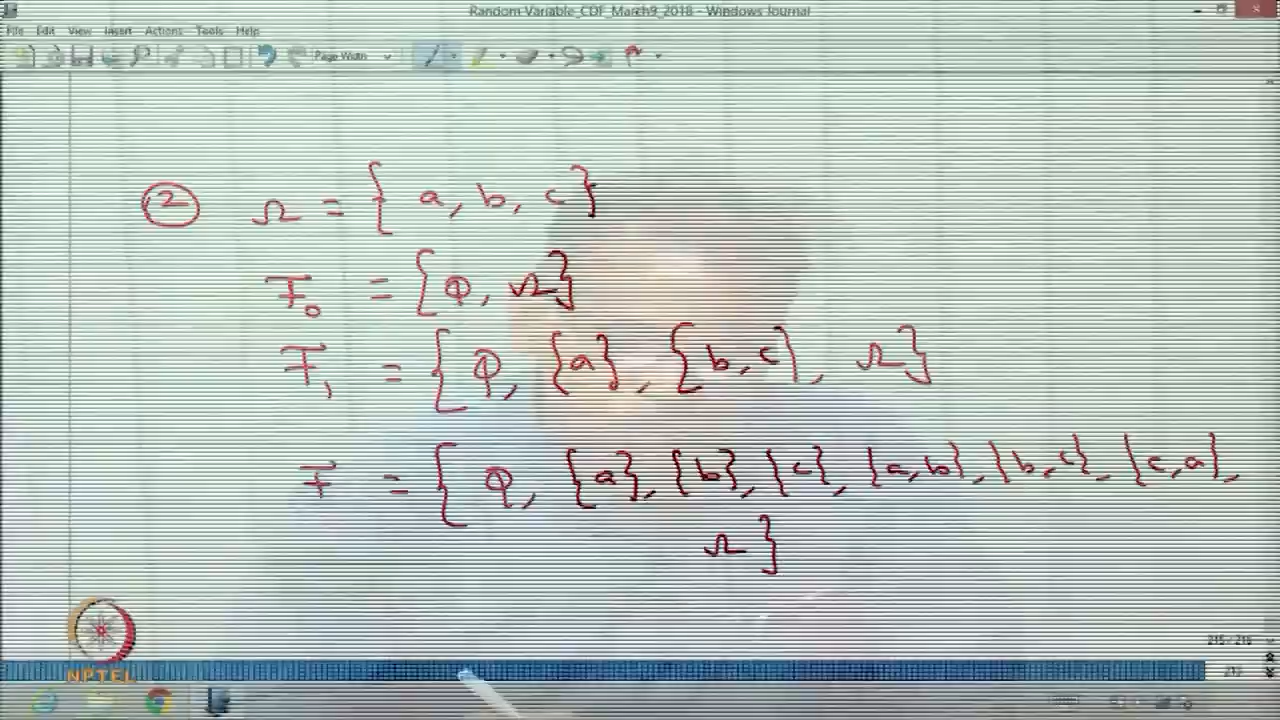 Random Variable_CDF_March9_2018 - Windows Journal
File Edit View Insert Actions Tools Help
Page Width
② Ω = { a, b, c }
F₀ = { Φ, Ω }
F₁ = { Φ, {a}, {b, c}, Ω }
F = { Φ, {a}, {b}, {c}, {a, b}, {b, c}, {c, a},
Ω }
NPTEL